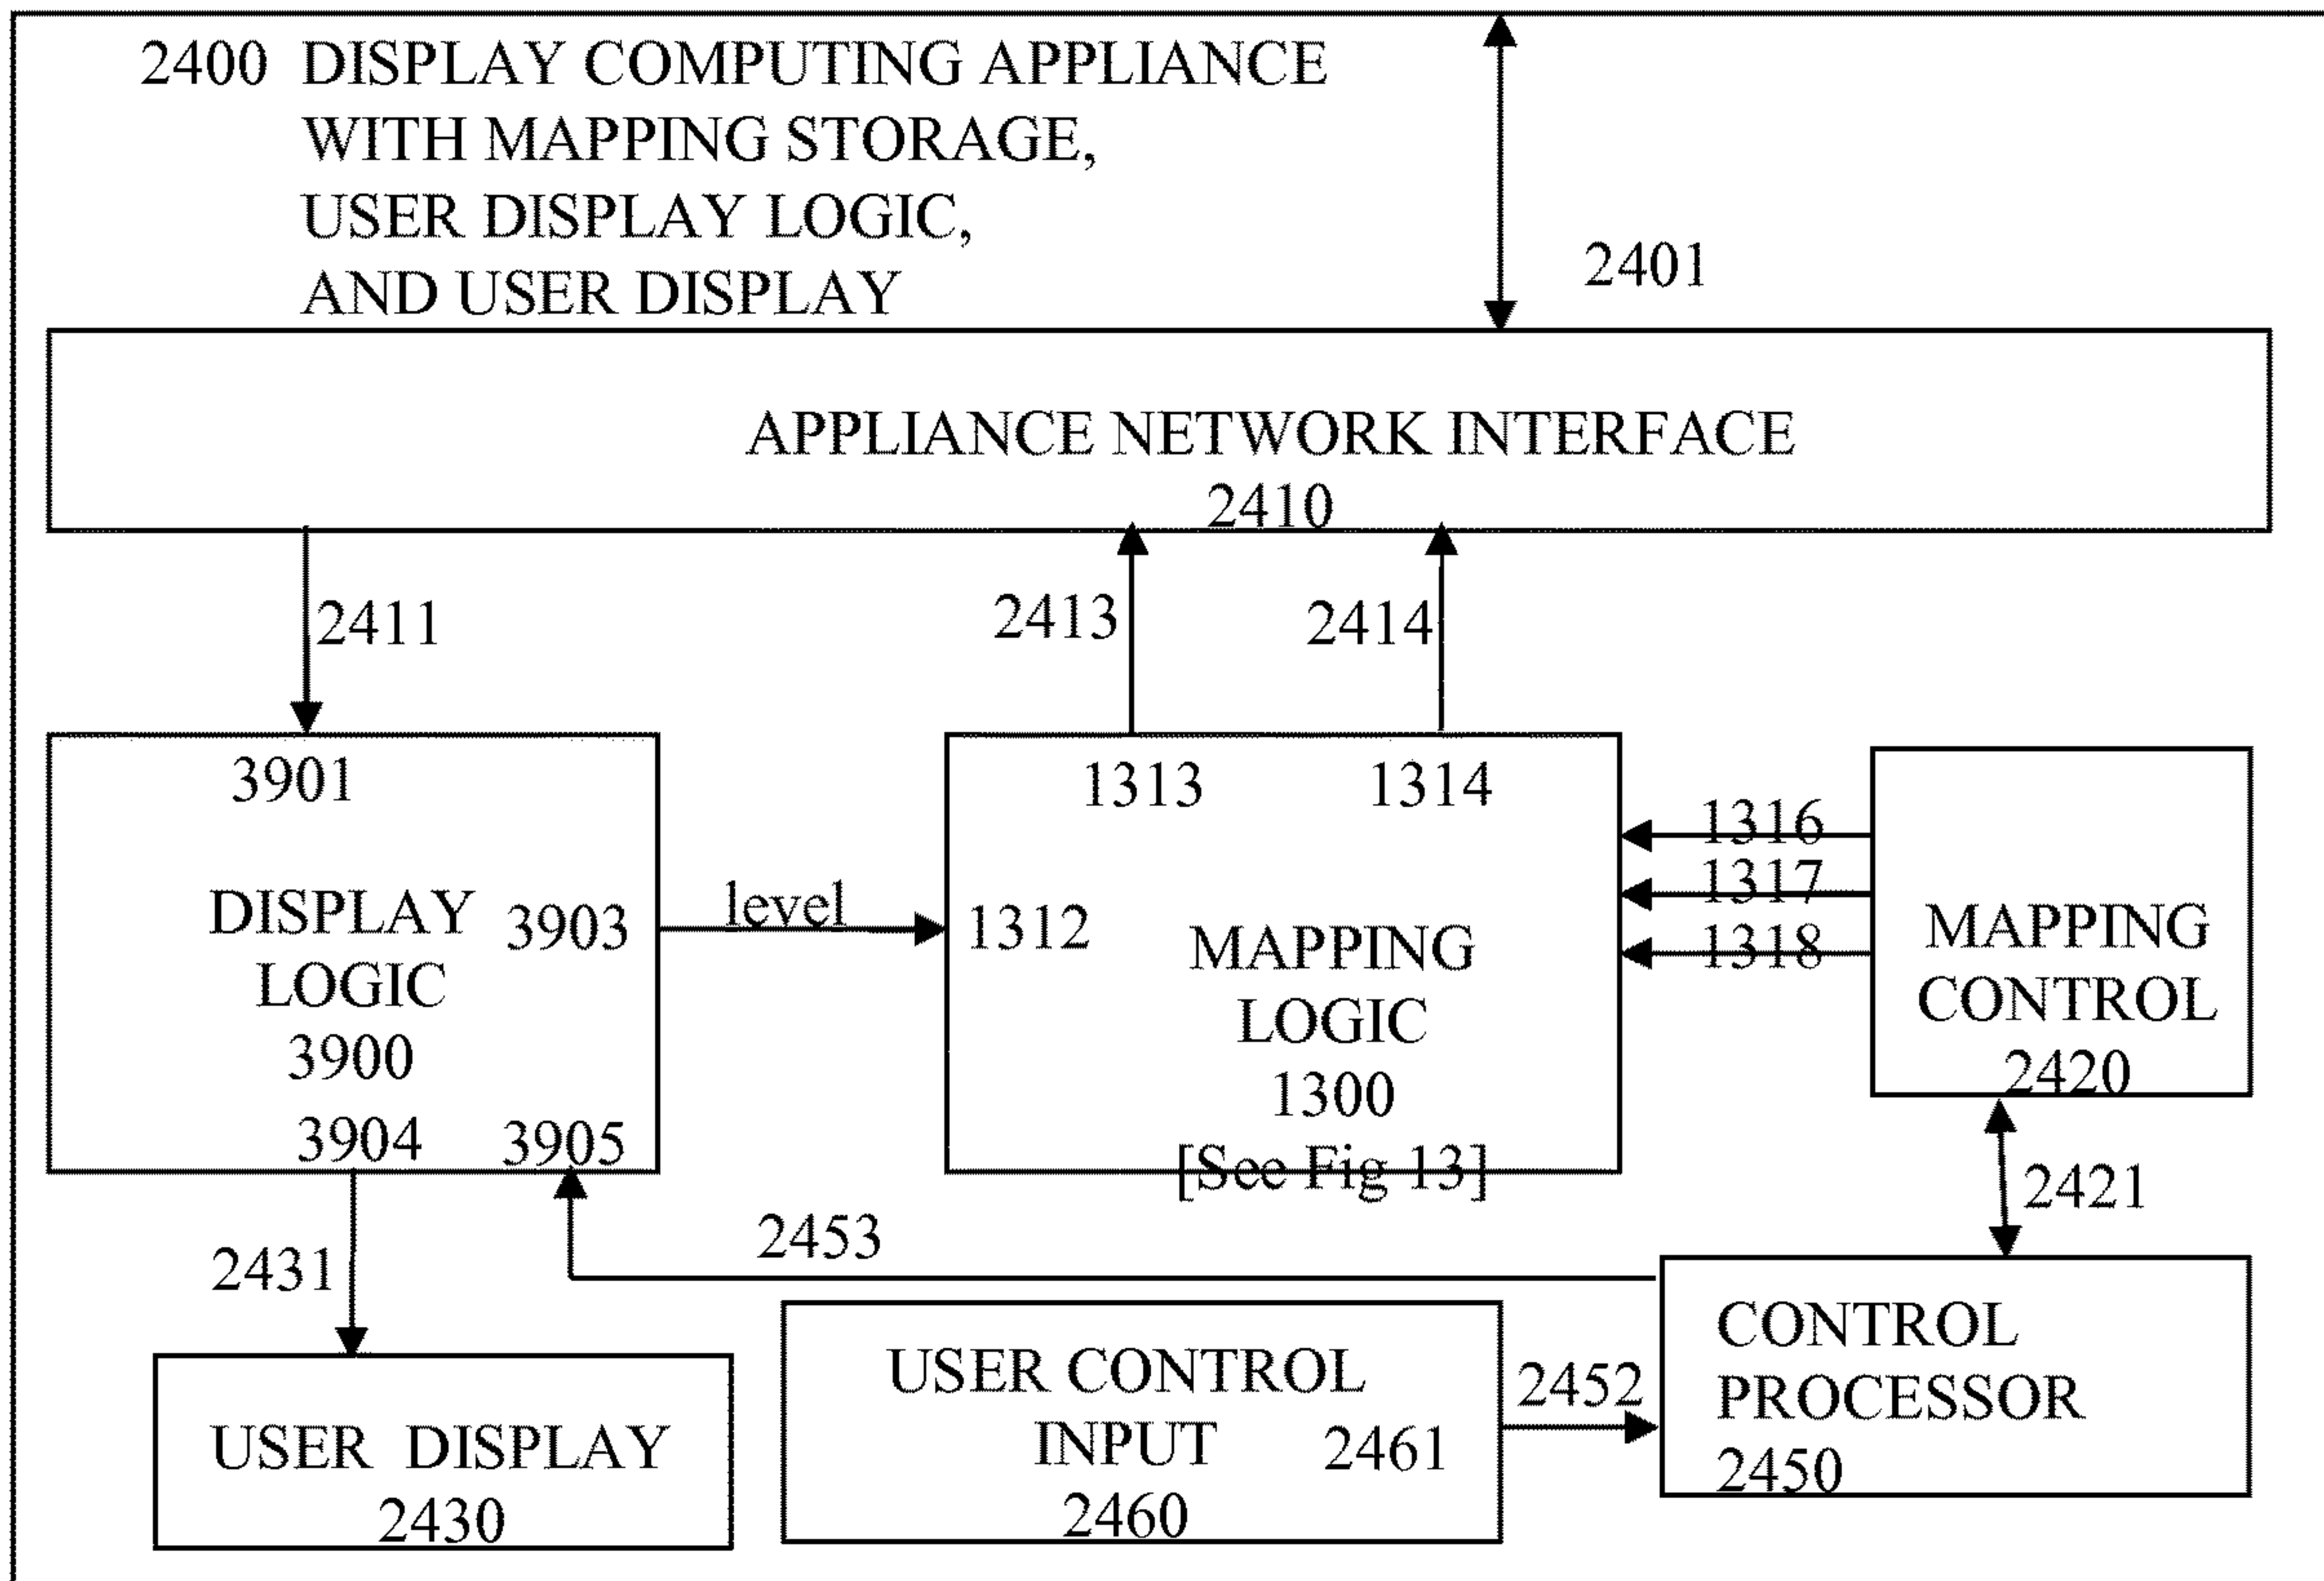 2400 DISPLAY COMPUTING APPLIANCE
WITH MAPPING STORAGE,
USER DISPLAY LOGIC,
AND USER DISPLAY
2401
APPLIANCE NETWORK INTERFACE
2410
2411
2413
2414
3901
DISPLAY
LOGIC
3900
3903
3904
3905
level
1313
1314
1312
MAPPING
LOGIC
1300
[See Fig 13]
1316
1317
1318
MAPPING
CONTROL
2420
2421
2431
2453
USER DISPLAY
2430
USER CONTROL
INPUT
2461
2460
2452
CONTROL
PROCESSOR
2450